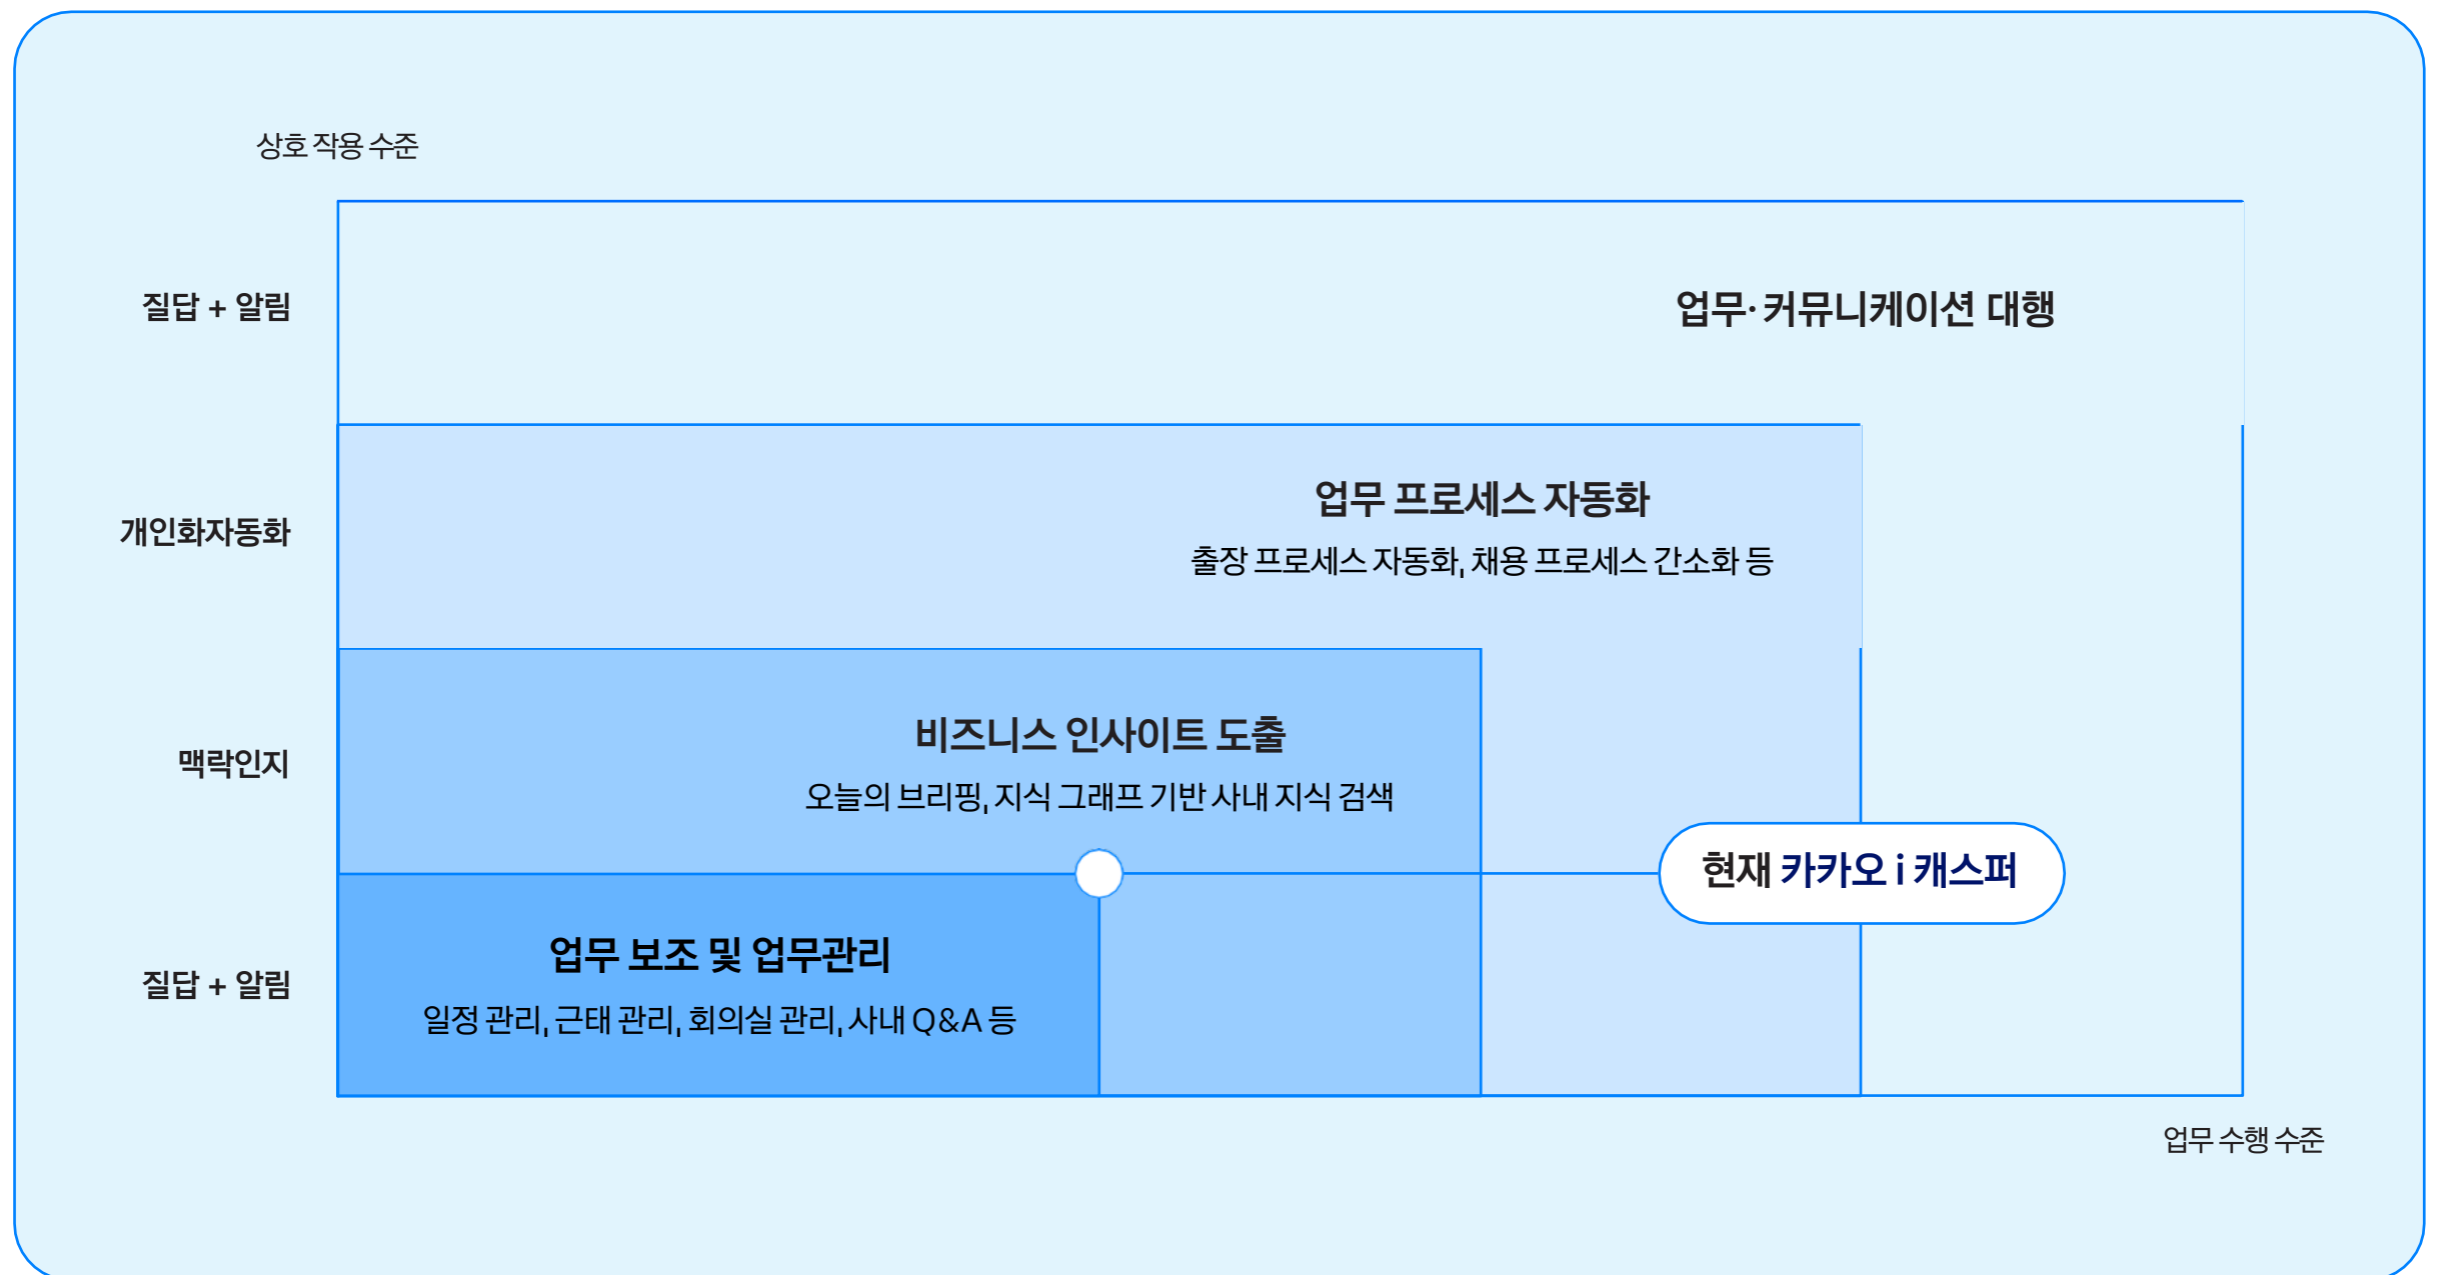 상호 작용 수준
질답 + 알림
업무·커뮤니케이션 대행
개인화자동화
업무 프로세스 자동화
출장 프로세스 자동화, 채용 프로세스 간소화 등
맥락인지
비즈니스 인사이트 도출
오늘의 브리핑, 지식 그래프 기반 사내 지식 검색
현재 카카오 i 캐스퍼
질답 + 알림
업무 보조 및 업무관리
일정 관리, 근태 관리, 회의실 관리, 사내 Q&A 등
업무 수행 수준